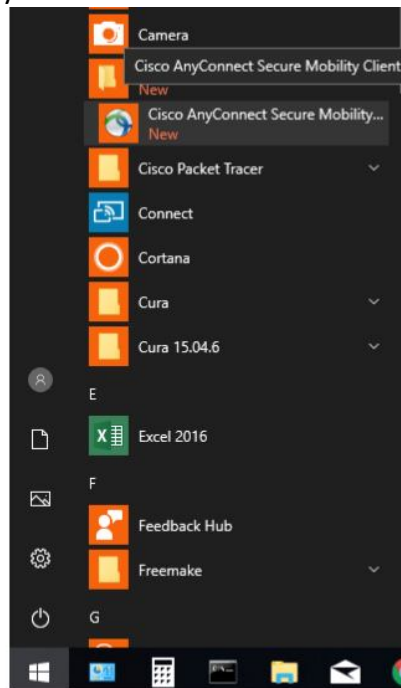 Camera
Cisco AnyConnect Secure Mobility Client
New
Cisco AnyConnect Secure Mobility...
New
Cisco Packet Tracer
Connect
Cortana
Cura
Cura 15.04.6
E
Excel 2016
F
Feedback Hub
Freemake
G